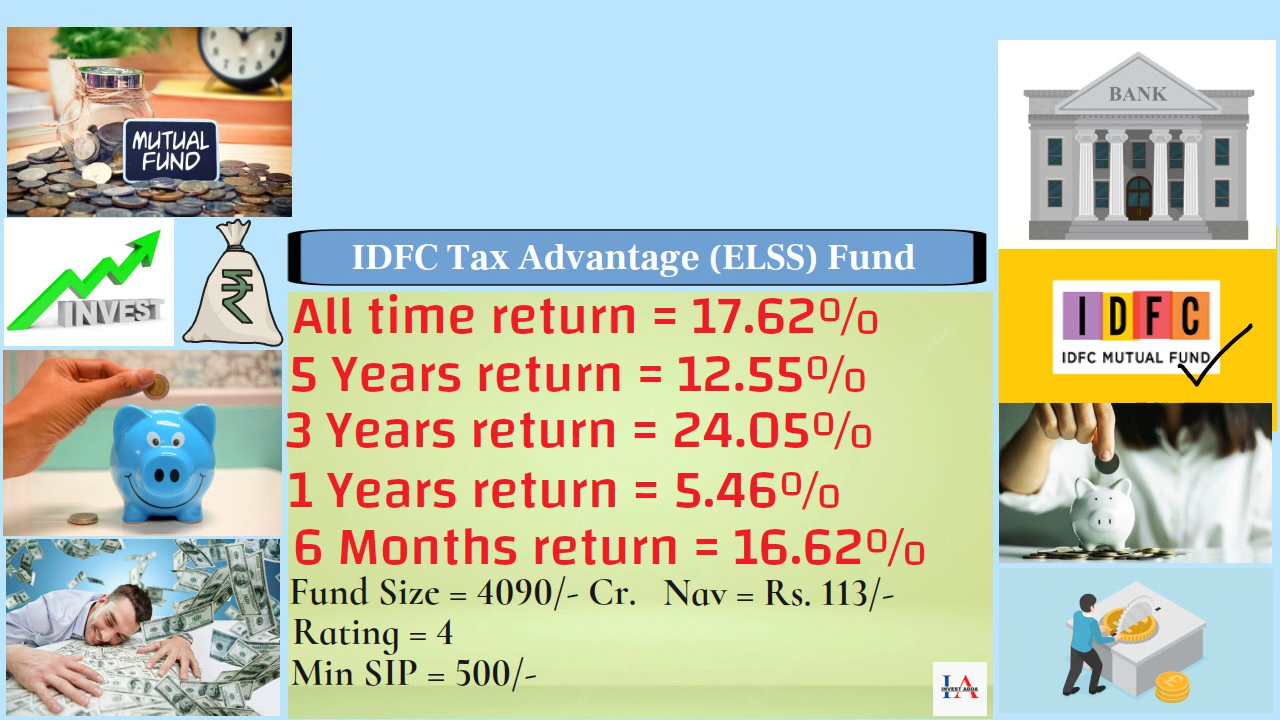 MUTUAL
FUND
BANK
INVEST
₹
IDFC Tax Advantage (ELSS) Fund
IDFC
IDFC MUTUAL FUND
All time return = 17.62%
5 Years return = 12.55%
3 Years return = 24.05%
1 Years return = 5.46%
6 Months return = 16.62%
Fund Size = 4090/- Cr. Nav = Rs. 113/-
Rating = 4
Min SIP = 500/-
IA
INVEST ADDA